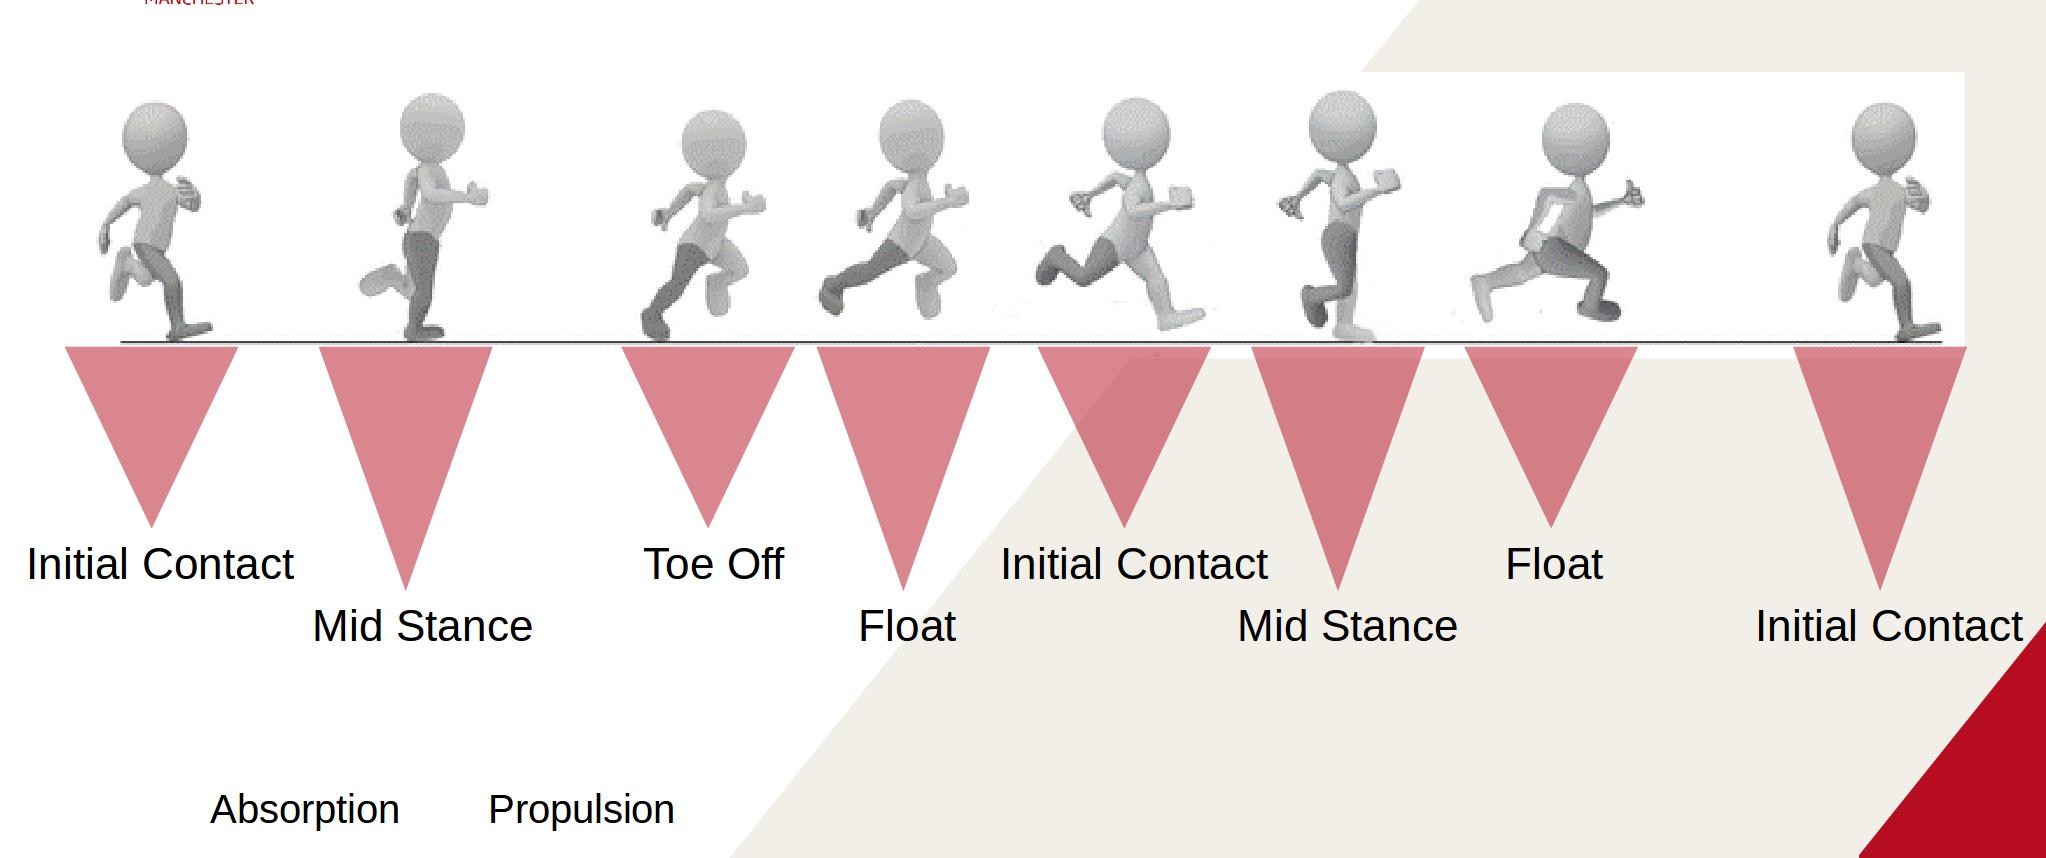 MANCHESTER
Initial Contact
Toe Off
Initial Contact
Float
Mid Stance
Float
Mid Stance
Initial Contact
Absorption
Propulsion